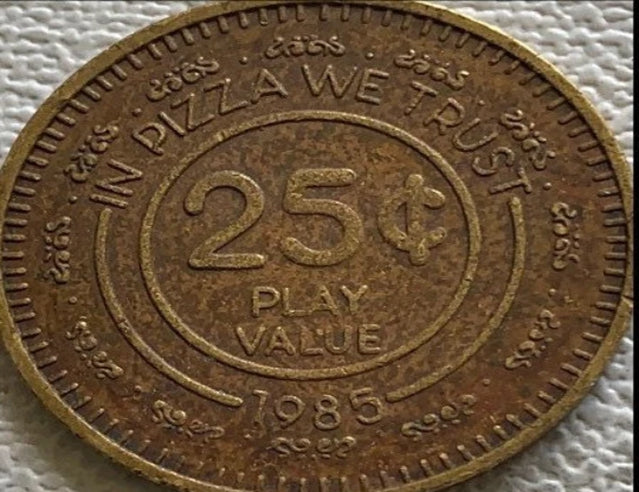 IN PIZZA WE TRUST
25¢
PLAY
VALUE
1985